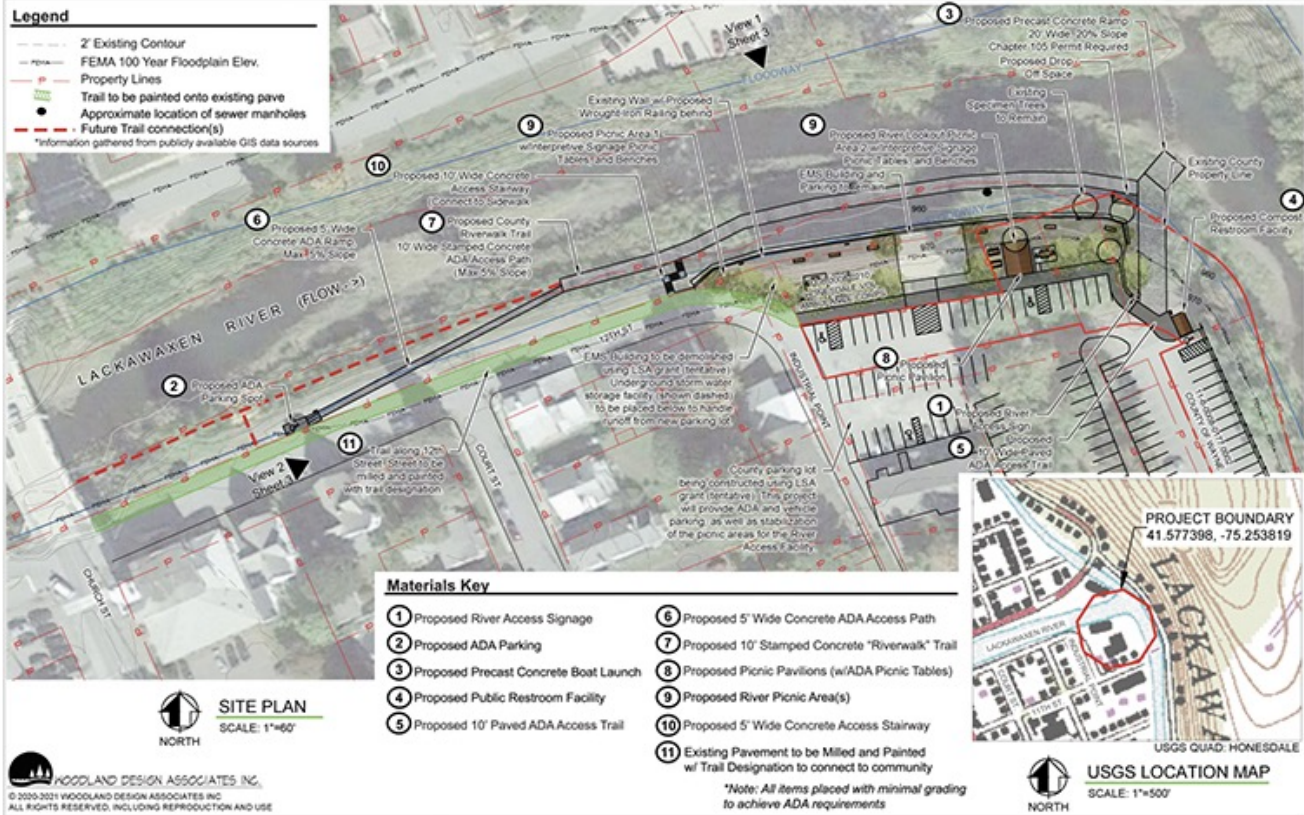 Legend
2' Existing Contour
FEMA 100 Year Floodplain Elev.
Property Lines
Trail to be painted onto existing pave
Approximate location of sewer manholes
Future Trail connection(s)
*Information gathered from publicly available GIS data sources
View 1
Sheet 3
FLOODWAY
3
Proposed Precast Concrete Ramp
20' Wide, 20% Slope
Chapter 105 Permit Required
Proposed Drop
Off Space
Existing
Specimen Trees
to Remain
Existing County
Property Line
4
Proposed Compost
Restroom Facility
Existing Wall w/ Proposed
Wrought-Iron Railing behind
9
Proposed Picnic Area 1
w/Interpretive Signage Picnic
Tables, and Benches
9
Proposed River Lookout Picnic
Area 2 w/Interpretive Signage
Picnic Tables, and Benches
EMS Building and
Parking to remain
10
Proposed 10' Wide Concrete
Access Stairway
(Connect to Sidewalk
6
Proposed 5' Wide
Concrete ADA Ramp
Max 5% Slope
7
Proposed County
Riverwalk Trail
10' Wide Stamped Concrete
ADA Access Path
(Max 5% Slope)
LACKAWAXEN RIVER (FLOW ->)
960
970
960
970
2
Proposed ADA
Parking Spot
12TH ST.
EMS Building to be demolished
using LSA grant (tentative)
Underground storm water
storage facility (shown dashed)
to be placed below to handle
runoff from new parking lot
INDUSTRIAL POINT
8
Proposed
Picnic Pavilion
1
Proposed River
Access Sign
5
Proposed
10' Wide Paved
ADA Access Trail
COUNTY OF WAYNE
11
Trail along 12th
Street. Street to be
milled and painted
with trail designation
View 2
Sheet 3
COURT ST
CHURCH ST
County parking lot
being constructed using LSA
grant (tentative). This project
will provide ADA and vehicle
parking, as well as stabilization
of the picnic areas for the River
Access Facility.
Materials Key
1 Proposed River Access Signage
2 Proposed ADA Parking
3 Proposed Precast Concrete Boat Launch
4 Proposed Public Restroom Facility
5 Proposed 10' Paved ADA Access Trail
6 Proposed 5' Wide Concrete ADA Access Path
7 Proposed 10' Stamped Concrete "Riverwalk" Trail
8 Proposed Picnic Pavilions (w/ADA Picnic Tables)
9 Proposed River Picnic Area(s)
10 Proposed 5' Wide Concrete Access Stairway
11 Existing Pavement to be Milled and Painted
w/ Trail Designation to connect to community
*Note: All items placed with minimal grading
to achieve ADA requirements
PROJECT BOUNDARY
41.577398, -75.253819
LACKAWA
LACKAWAXEN RIVER
INDUSTRIAL POINT
COURT ST
11TH ST.
USGS QUAD: HONESDALE
NORTH
USGS LOCATION MAP
SCALE: 1"=500'
NORTH
SITE PLAN
SCALE: 1"=60'
WOODLAND DESIGN ASSOCIATES INC.
© 2020-2021 WOODLAND DESIGN ASSOCIATES INC
ALL RIGHTS RESERVED, INCLUDING REPRODUCTION AND USE